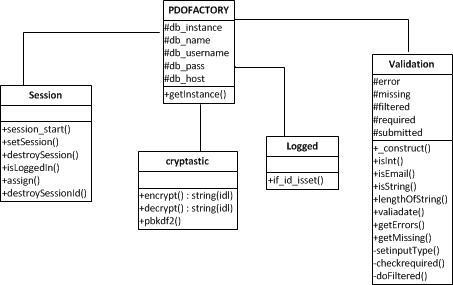 PDOFACTORY
#db_instance
#db_name
#db_username
#db_pass
#db_host
+getInstance()
Session
+session_start()
+setSession()
+destroySession()
+isLoggedIn()
+assign()
+destroySessionId()
cryptastic
+encrypt() : string(idl)
+decrypt() : string(idl)
+pbkdf2()
Logged
+if_id_isset()
Validation
#error
#missing
#filtered
#required
#submitted
+_construct()
+isInt()
+isEmail()
+isString()
+lengthOfString()
+valiadate()
+getErrors()
+getMissing()
-setinputType()
-checkrequired()
-doFiltered()